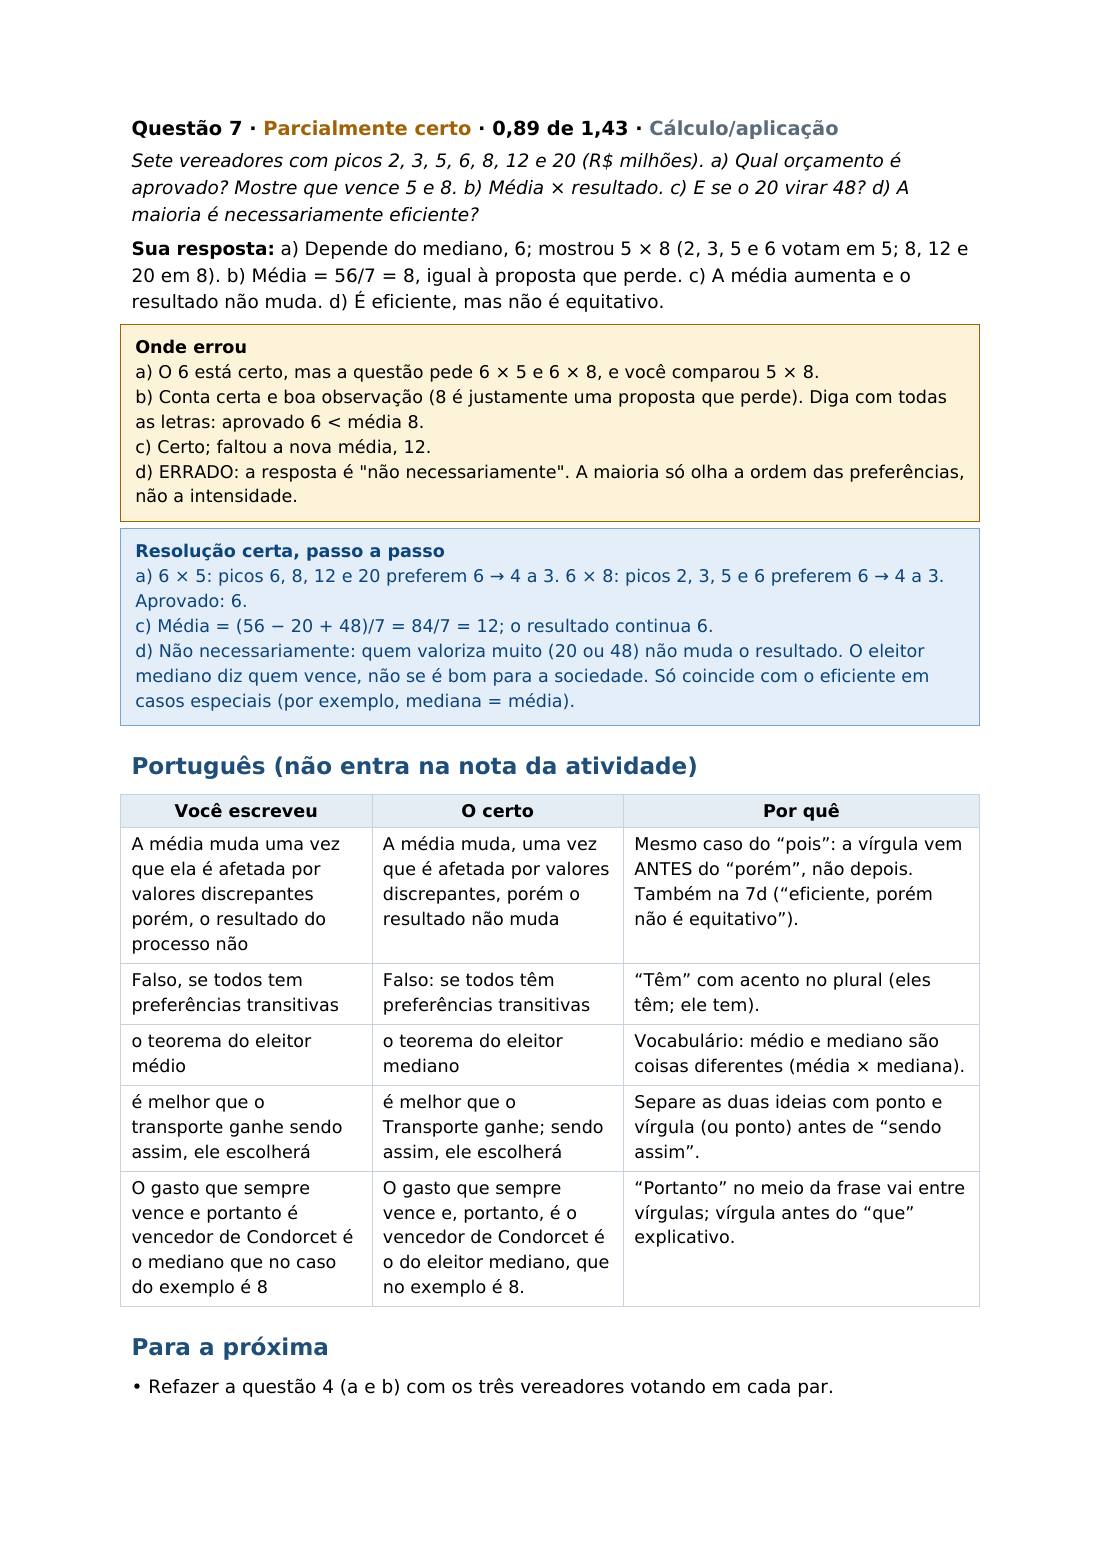 Questão 7 · Parcialmente certo · 0,89 de 1,43 · Cálculo/aplicação
Sete vereadores com picos 2, 3, 5, 6, 8, 12 e 20 (R$ milhões). a) Qual orçamento é
aprovado? Mostre que vence 5 e 8. b) Média × resultado. c) E se o 20 virar 48? d) A
maioria é necessariamente eficiente?
Sua resposta: a) Depende do mediano, 6; mostrou 5 × 8 (2, 3, 5 e 6 votam em 5; 8, 12 e
20 em 8). b) Média = 56/7 = 8, igual à proposta que perde. c) A média aumenta e o
resultado não muda. d) É eficiente, mas não é equitativo.
Onde errou
a) O 6 está certo, mas a questão pede 6 × 5 e 6 × 8, e você comparou 5 × 8.
b) Conta certa e boa observação (8 é justamente uma proposta que perde). Diga com todas
as letras: aprovado 6 < média 8.
c) Certo; faltou a nova média, 12.
d) ERRADO: a resposta é "não necessariamente". A maioria só olha a ordem das preferências,
não a intensidade.
Resolução certa, passo a passo
a) 6 × 5: picos 6, 8, 12 e 20 preferem 6 → 4 a 3. 6 × 8: picos 2, 3, 5 e 6 preferem 6 → 4 a 3.
Aprovado: 6.
c) Média = (56 − 20 + 48)/7 = 84/7 = 12; o resultado continua 6.
d) Não necessariamente: quem valoriza muito (20 ou 48) não muda o resultado. O eleitor
mediano diz quem vence, não se é bom para a sociedade. Só coincide com o eficiente em
casos especiais (por exemplo, mediana = média).
Português (não entra na nota da atividade)
Você escreveu
O certo
Por quê
A média muda uma vez
que ela é afetada por
valores discrepantes
porém, o resultado do
processo não
A média muda, uma vez
que é afetada por valores
discrepantes, porém o
resultado não muda
Mesmo caso do “pois”: a vírgula vem
ANTES do “porém”, não depois.
Também na 7d (“eficiente, porém
não é equitativo”).
Falso, se todos tem
preferências transitivas
Falso: se todos têm
preferências transitivas
“Têm” com acento no plural (eles
têm; ele tem).
o teorema do eleitor
médio
o teorema do eleitor
mediano
Vocabulário: médio e mediano são
coisas diferentes (média × mediana).
é melhor que o
transporte ganhe sendo
assim, ele escolherá
é melhor que o
Transporte ganhe; sendo
assim, ele escolherá
Separe as duas ideias com ponto e
vírgula (ou ponto) antes de “sendo
assim”.
O gasto que sempre
vence e portanto é
vencedor de Condorcet é
o mediano que no caso
do exemplo é 8
O gasto que sempre
vence e, portanto, é o
vencedor de Condorcet é
o do eleitor mediano, que
no exemplo é 8.
“Portanto” no meio da frase vai entre
vírgulas; vírgula antes do “que”
explicativo.
Para a próxima
• Refazer a questão 4 (a e b) com os três vereadores votando em cada par.